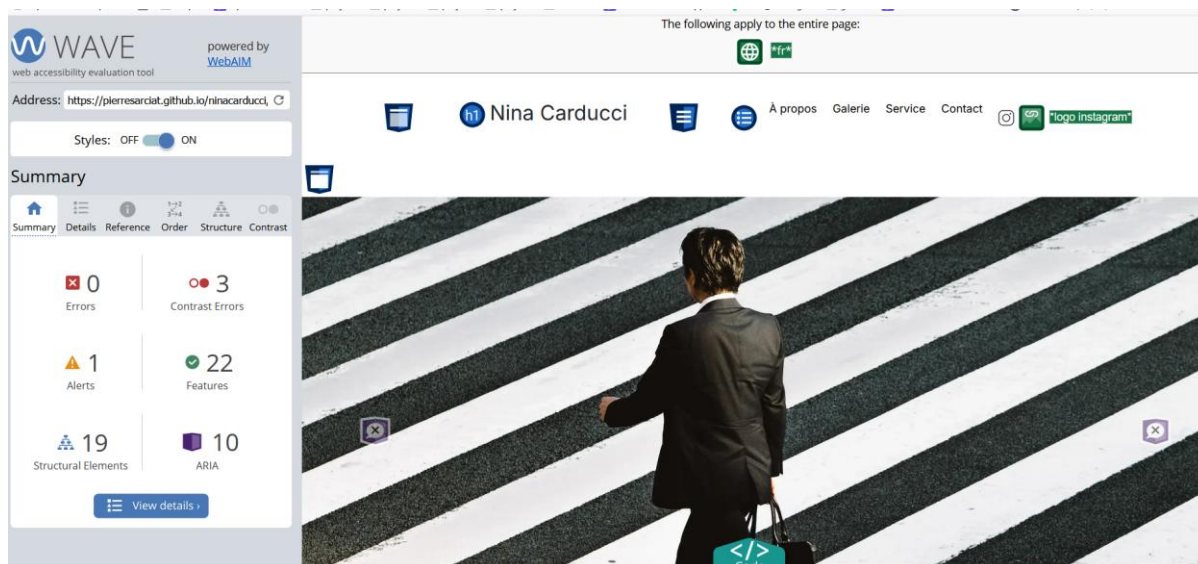 The following apply to the entire page:
*fr*
WAVE
web accessibility evaluation tool
powered by
WebAIM
Address: https://pierresarciat.github.io/ninacarducci,
Styles: OFF ON
Summary
Summary Details Reference Order Structure Contrast
0
Errors
3
Contrast Errors
1
Alerts
22
Features
19
Structural Elements
10
ARIA
View details ›
h1 Nina Carducci
À propos Galerie Service Contact
*logo instagram*
</>